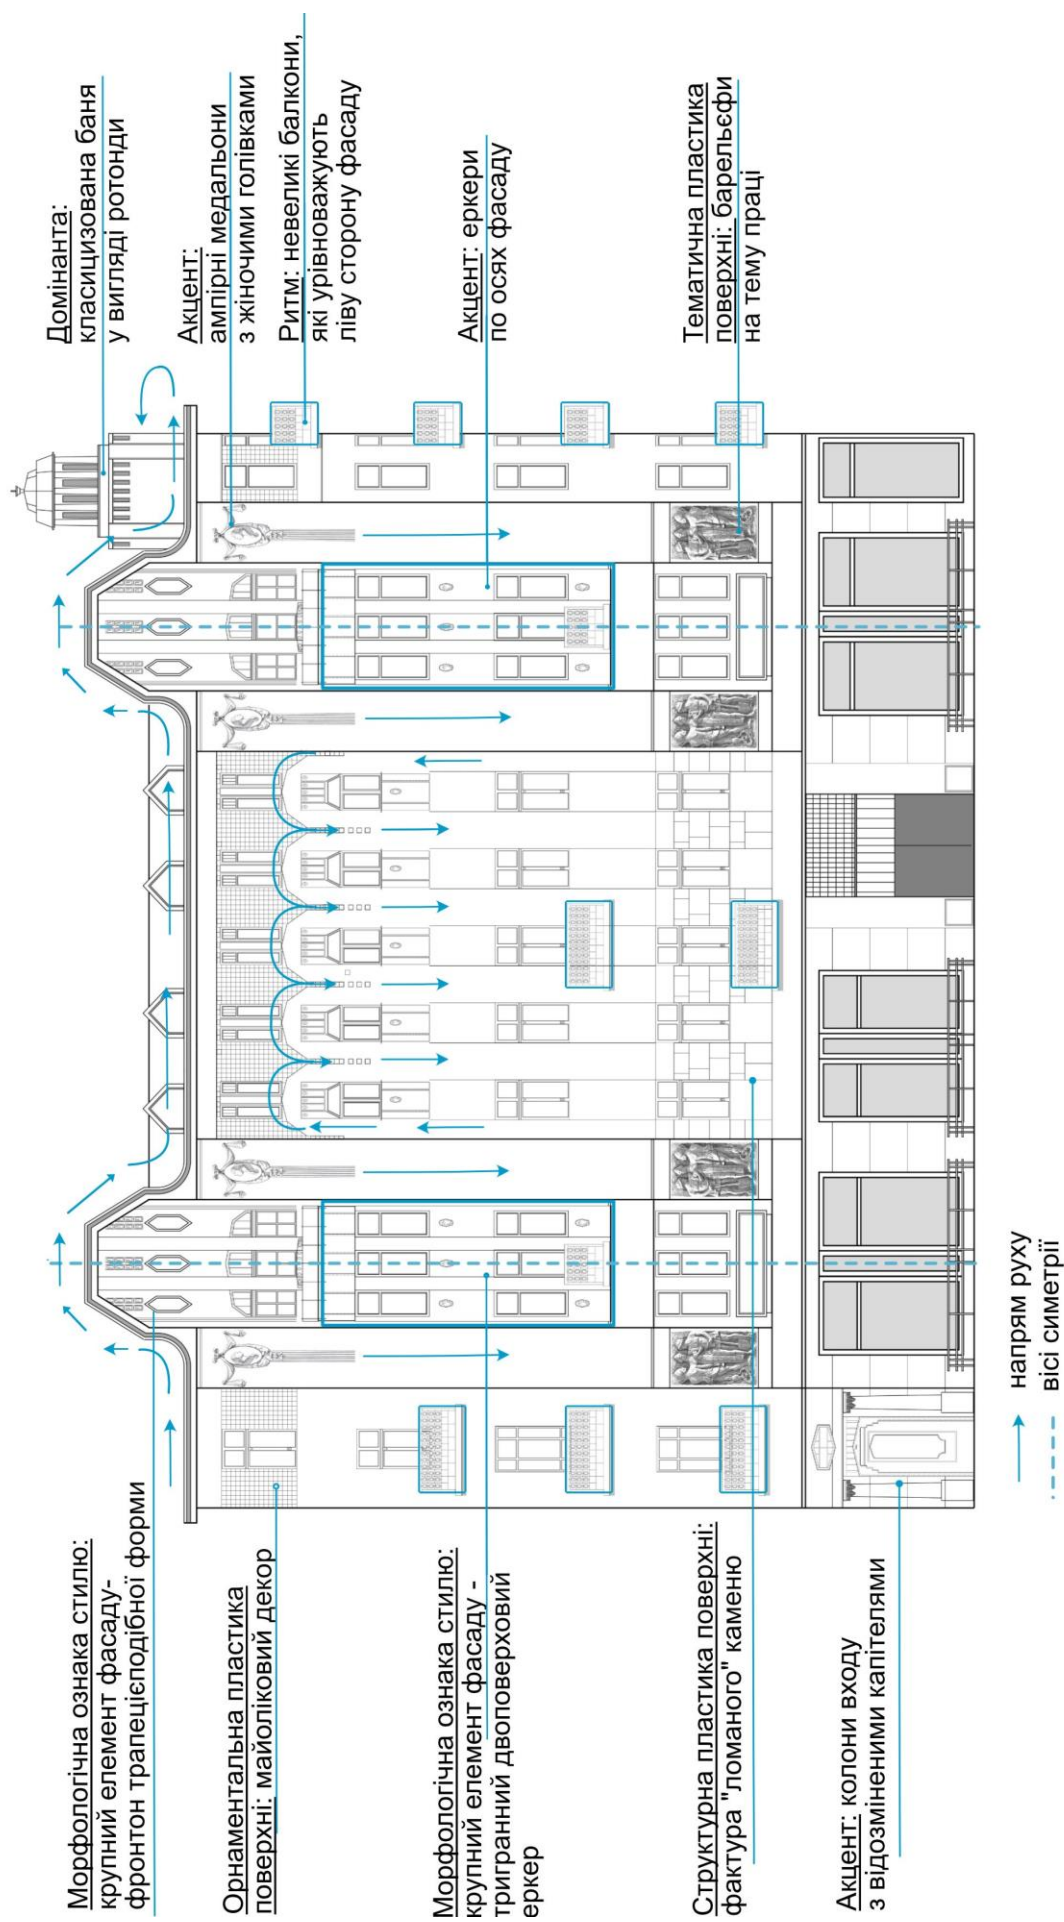 Морфологічна ознака стилю:
крупний елемент фасаду-
фронтон трапецієподібної форми
Орнаментальна пластика
поверхні: майоліковий декор
Морфологічна ознака стилю:
крупний елемент фасаду -
тригранний двоповерховий
еркер
Структурна пластика поверхні:
фактура "ломаного" каменю
Акцент: колони входу
з відозміненими капітелями
Домінанта:
класицизована баня
у вигляді ротонди
Акцент:
ампірні медальони
з жіночими голівками
Ритм: невеликі балкони,
які урівноважують
ліву сторону фасаду
Акцент: еркери
по осях фасаду
Тематична пластика
поверхні: барельєфи
на тему праці
напрям руху
вісі симетрії